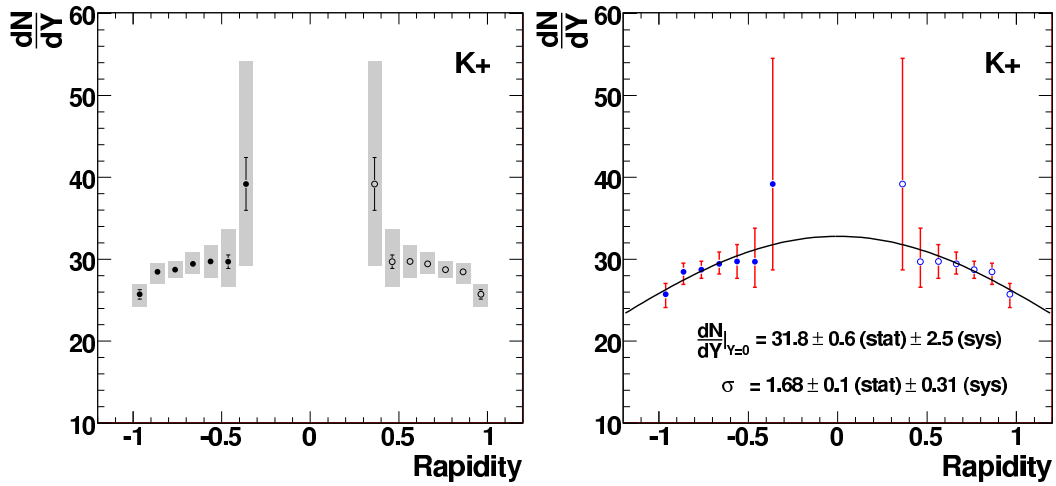 dN
dY
60
50
40
30
20
10
K+
-1
-0.5
0
0.5
1
Rapidity
dN
dY
60
50
40
30
20
10
K+
dN/dY|Y=0 = 31.8 ± 0.6 (stat) ± 2.5 (sys)
σ = 1.68 ± 0.1 (stat) ± 0.31 (sys)
-1
-0.5
0
0.5
1
Rapidity